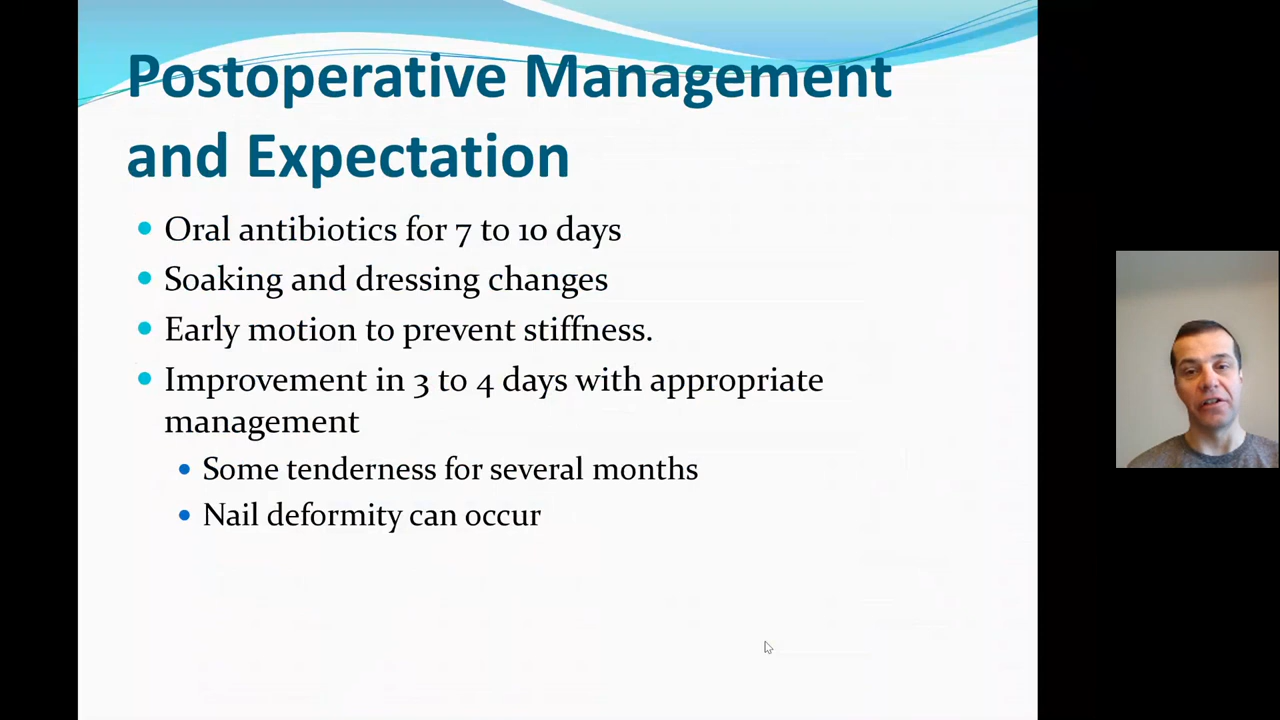 Postoperative Management
and Expectation
• Oral antibiotics for 7 to 10 days
• Soaking and dressing changes
• Early motion to prevent stiffness.
• Improvement in 3 to 4 days with appropriate
management
• Some tenderness for several months
• Nail deformity can occur